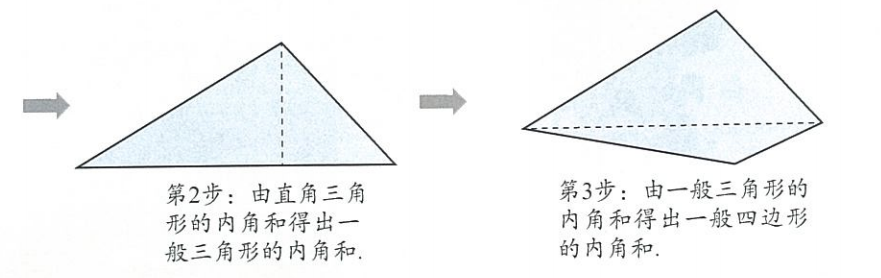 第2步：由直角三角
形的内角和得出一
般三角形的内角和.
第3步：由一般三角形的
内角和得出一般四边形
的内角和.